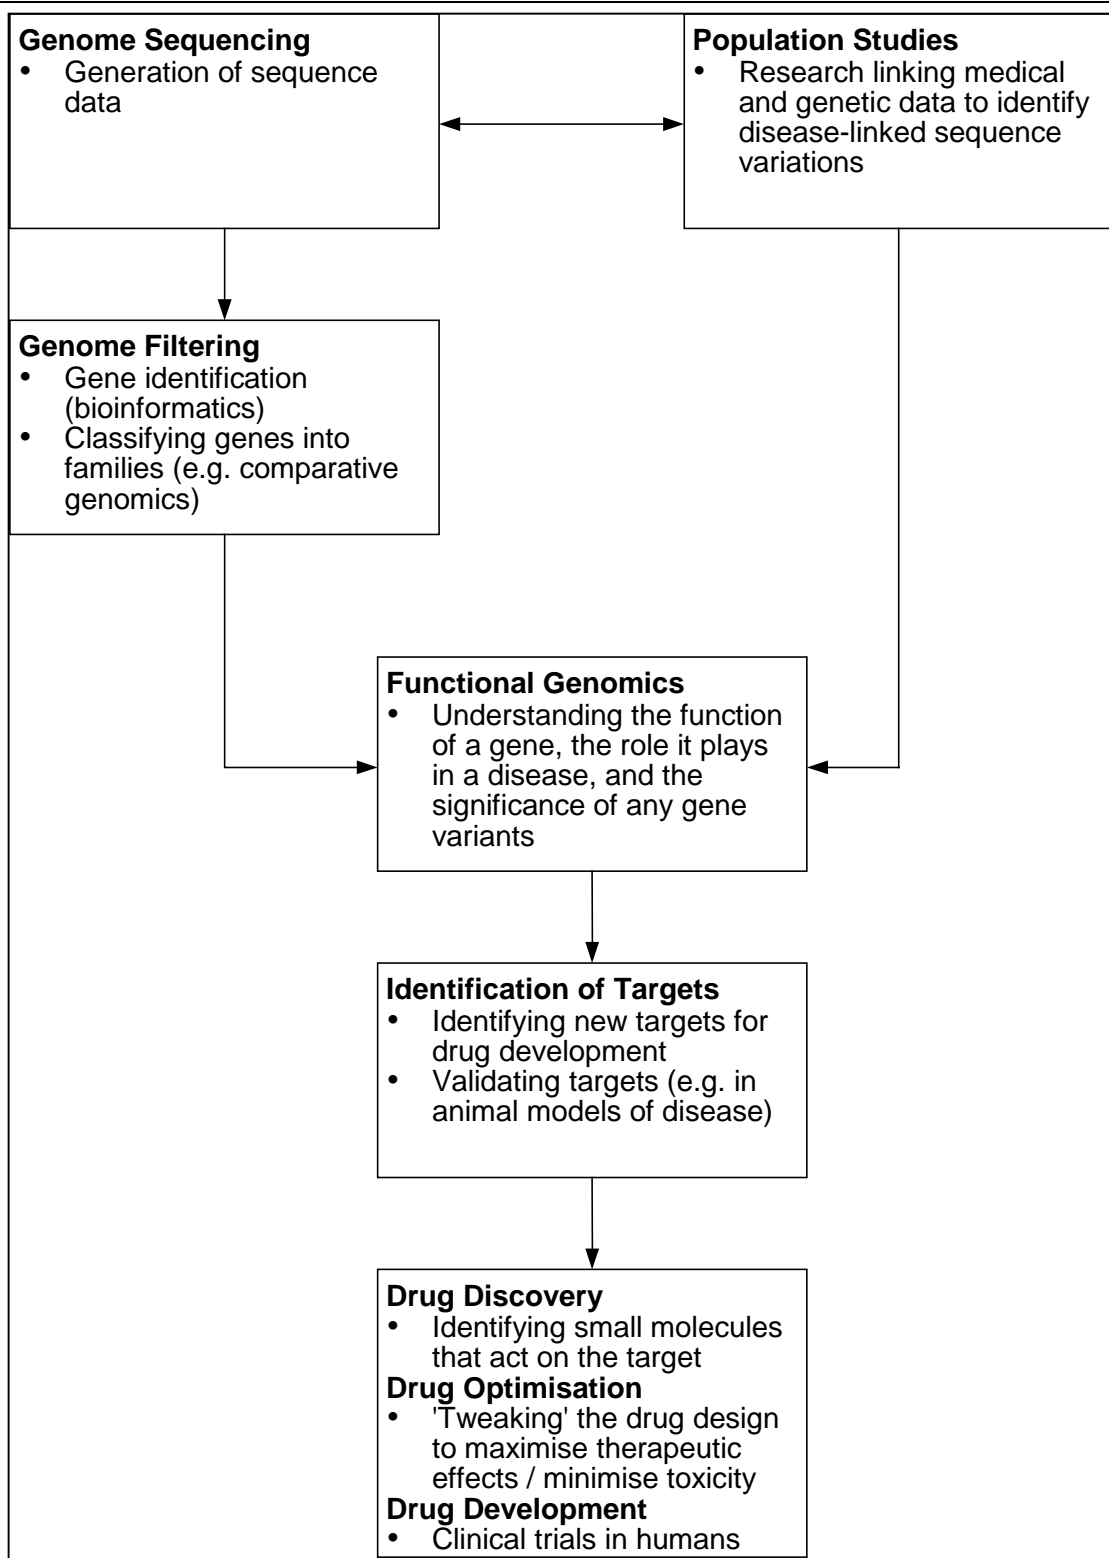 Genome Sequencing
• Generation of sequence
data
Population Studies
• Research linking medical
and genetic data to identify
disease-linked sequence
variations
Genome Filtering
• Gene identification
(bioinformatics)
• Classifying genes into
families (e.g. comparative
genomics)
Functional Genomics
• Understanding the function
of a gene, the role it plays
in a disease, and the
significance of any gene
variants
Identification of Targets
• Identifying new targets for
drug development
• Validating targets (e.g. in
animal models of disease)
Drug Discovery
• Identifying small molecules
that act on the target
Drug Optimisation
• 'Tweaking' the drug design
to maximise therapeutic
effects / minimise toxicity
Drug Development
• Clinical trials in humans